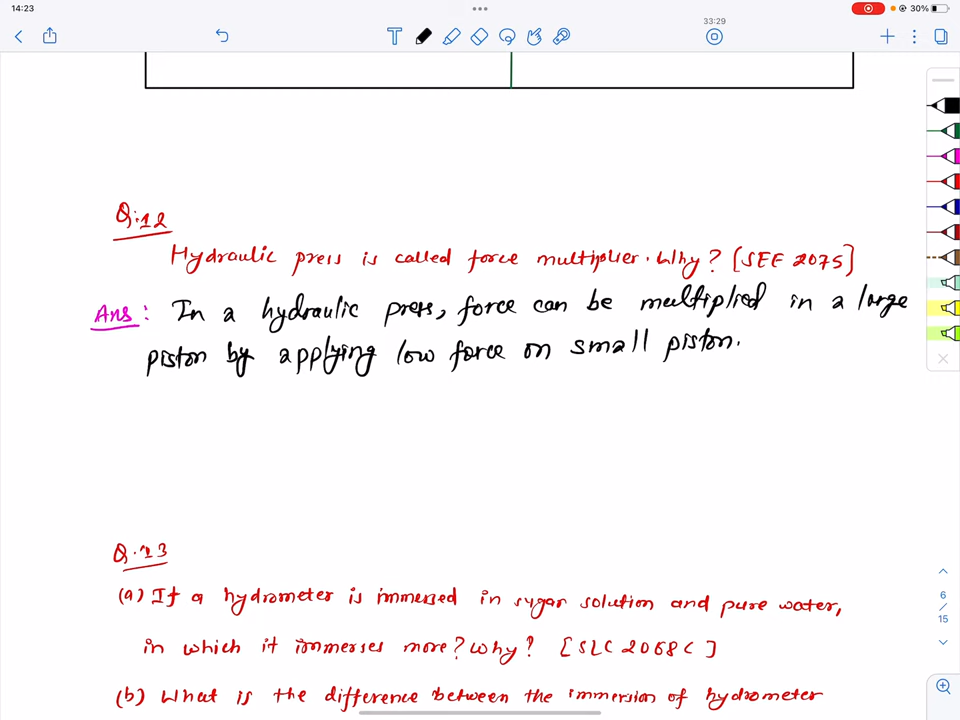 14:23
30%
33:29
Q.12
Hydraulic press is called force multiplier. Why? [SEE 2075]
Ans: In a hydraulic press, force can be multiplied in a large
piston by applying low force on small piston.
Q.13
(a) If a hydrometer is immersed in sugar solution and pure water,
in which it immerses more? why? [SLC 2068 C]
(b) What is the difference between the immersion of hydrometer
6
/
15